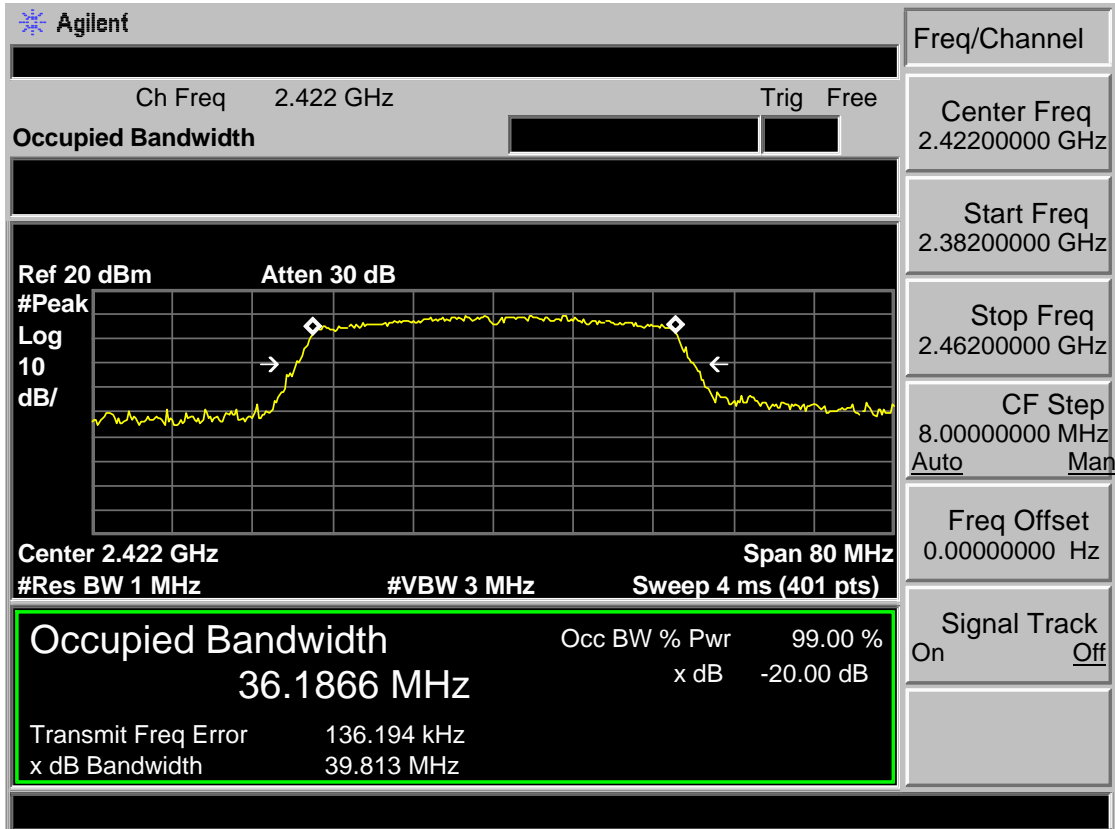 Agilent
Freq/Channel
Ch Freq 2.422 GHz Trig Free
Occupied Bandwidth
Center Freq
2.42200000 GHz
Start Freq
2.38200000 GHz
Stop Freq
2.46200000 GHz
CF Step
8.00000000 MHz
Auto Man
Freq Offset
0.00000000 Hz
Signal Track
On Off
Ref 20 dBm Atten 30 dB
#Peak
Log
10
dB/
Center 2.422 GHz Span 80 MHz
#Res BW 1 MHz #VBW 3 MHz Sweep 4 ms (401 pts)
Occupied Bandwidth Occ BW % Pwr 99.00 %
36.1866 MHz x dB -20.00 dB
Transmit Freq Error 136.194 kHz
x dB Bandwidth 39.813 MHz